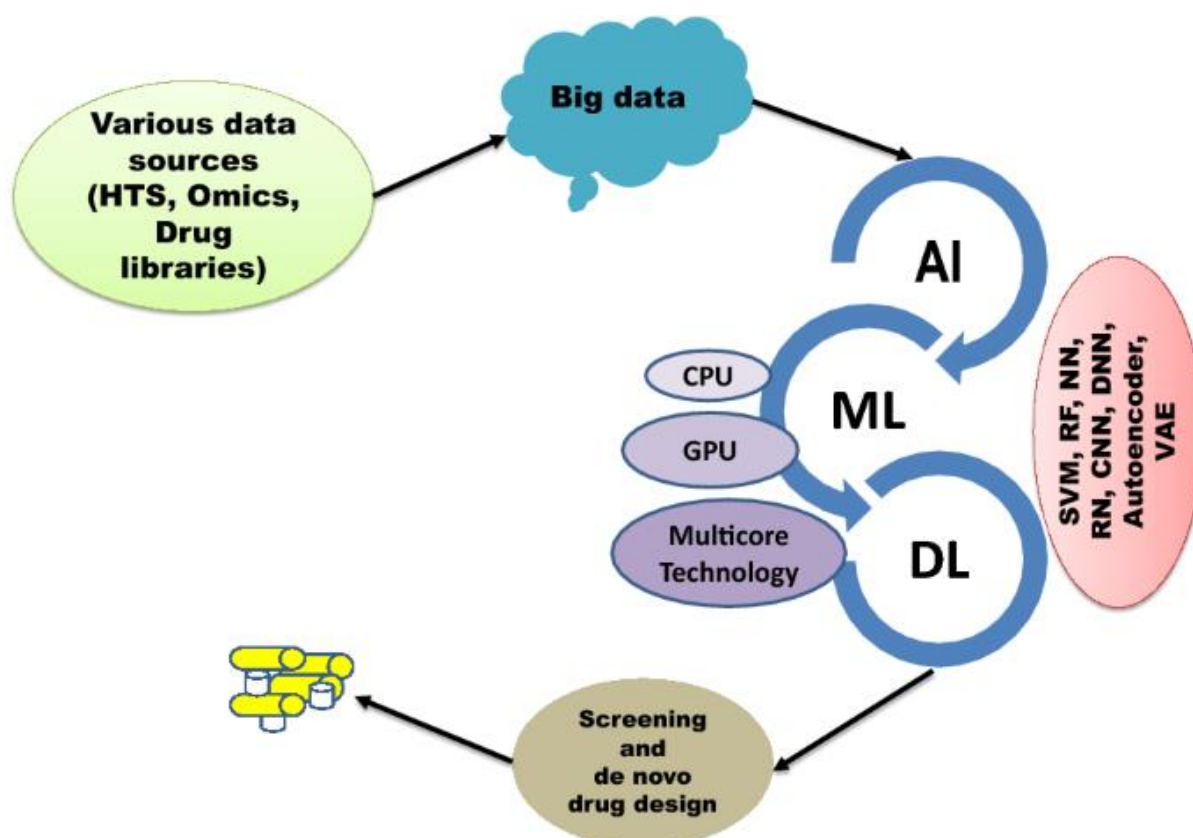 Various data
sources
(HTS, Omics,
Drug
libraries)
Big data
AI
ML
DL
CPU
GPU
Multicore
Technology
SVM, RF, NN,
RN, CNN, DNN,
Autoencoder,
VAE
Screening
and
de novo
drug design